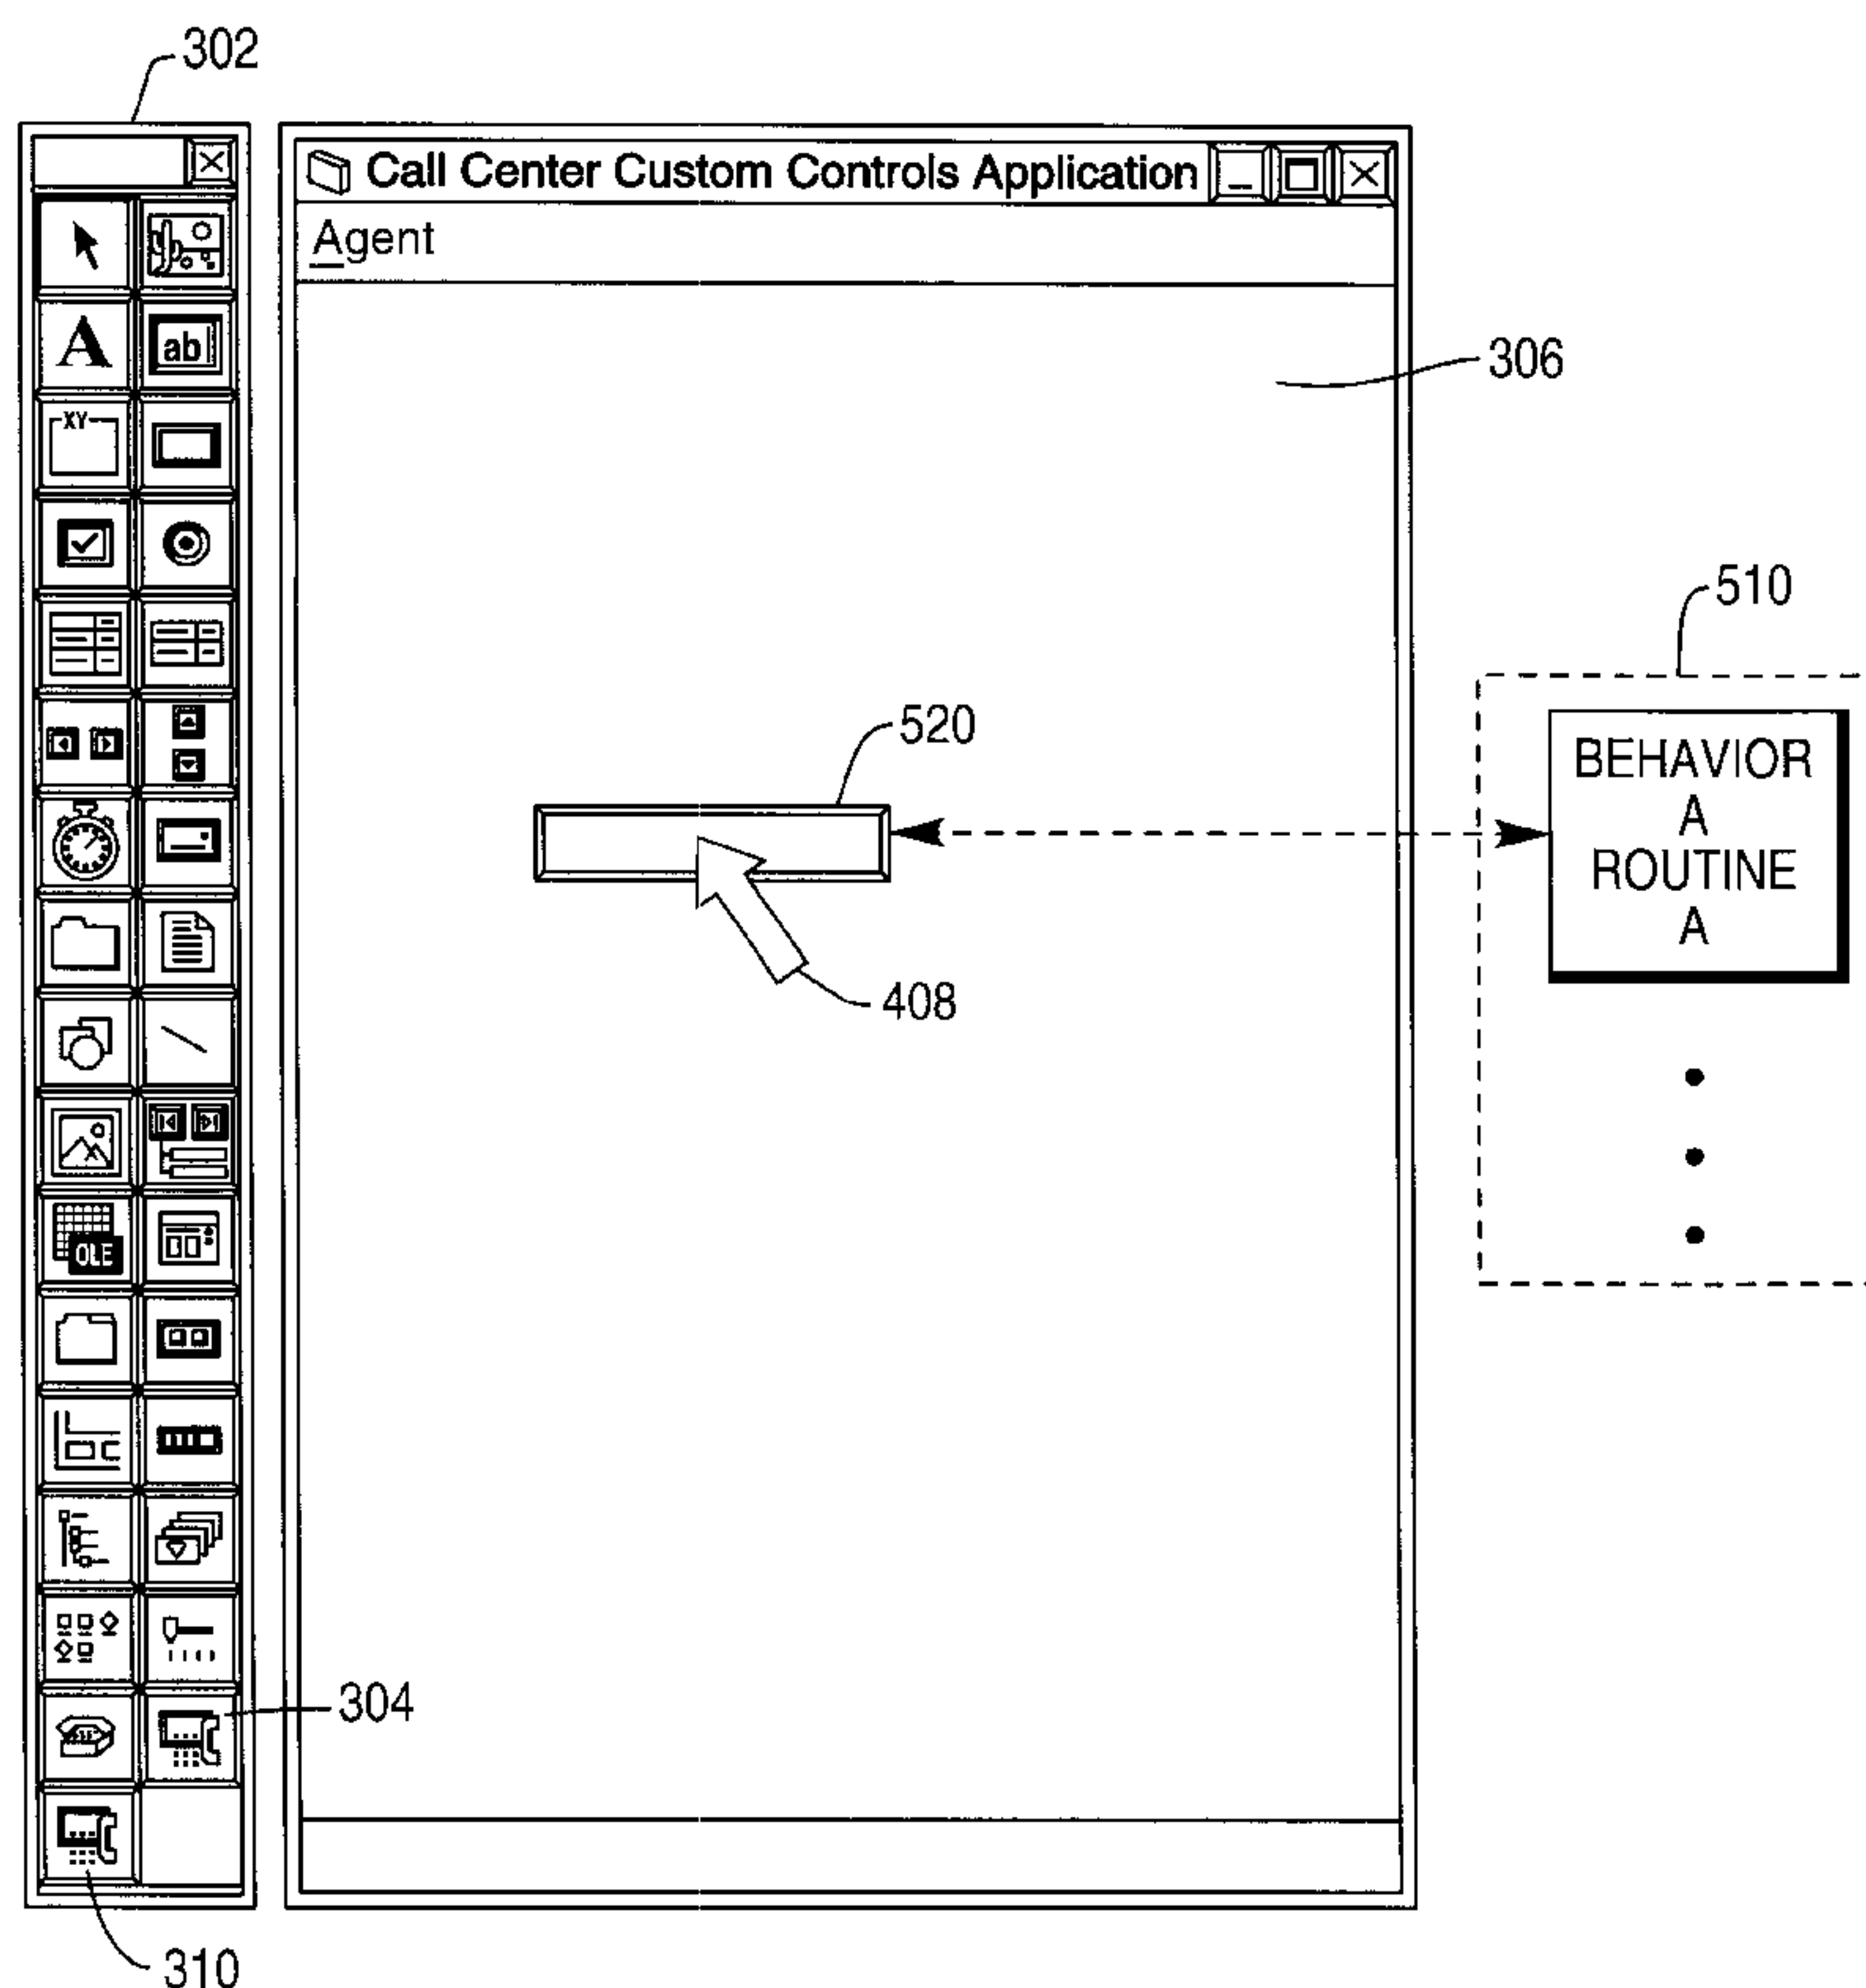 302
Call Center Custom Controls Application
Agent
A
ab
XY
306
510
520
BEHAVIOR
A
ROUTINE
A
408
OLE
304
310